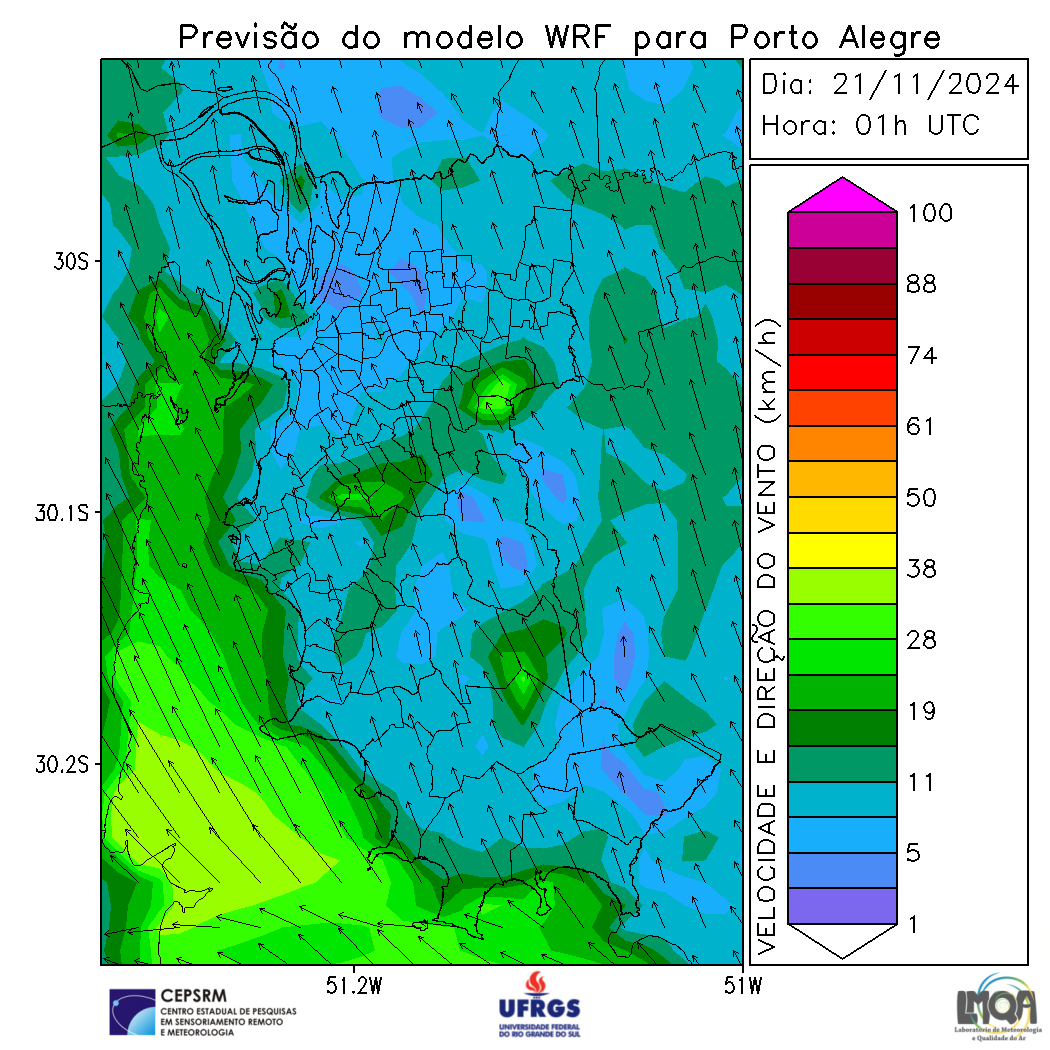 Previsão do modelo WRF para Porto Alegre
Dia: 21/11/2024
Hora: 01h UTC
30S
30.1S
30.2S
51.2W
51W
VELOCIDADE E DIREÇÃO DO VENTO (km/h)
100
88
74
61
50
38
28
19
11
5
1
CEPSRM
CENTRO ESTADUAL DE PESQUISAS
EM SENSORIAMENTO REMOTO
E METEOROLOGIA
UFRGS
UNIVERSIDADE FEDERAL
DO RIO GRANDE DO SUL
LMQA
Laboratório de Meteorologia
e Qualidade do Ar